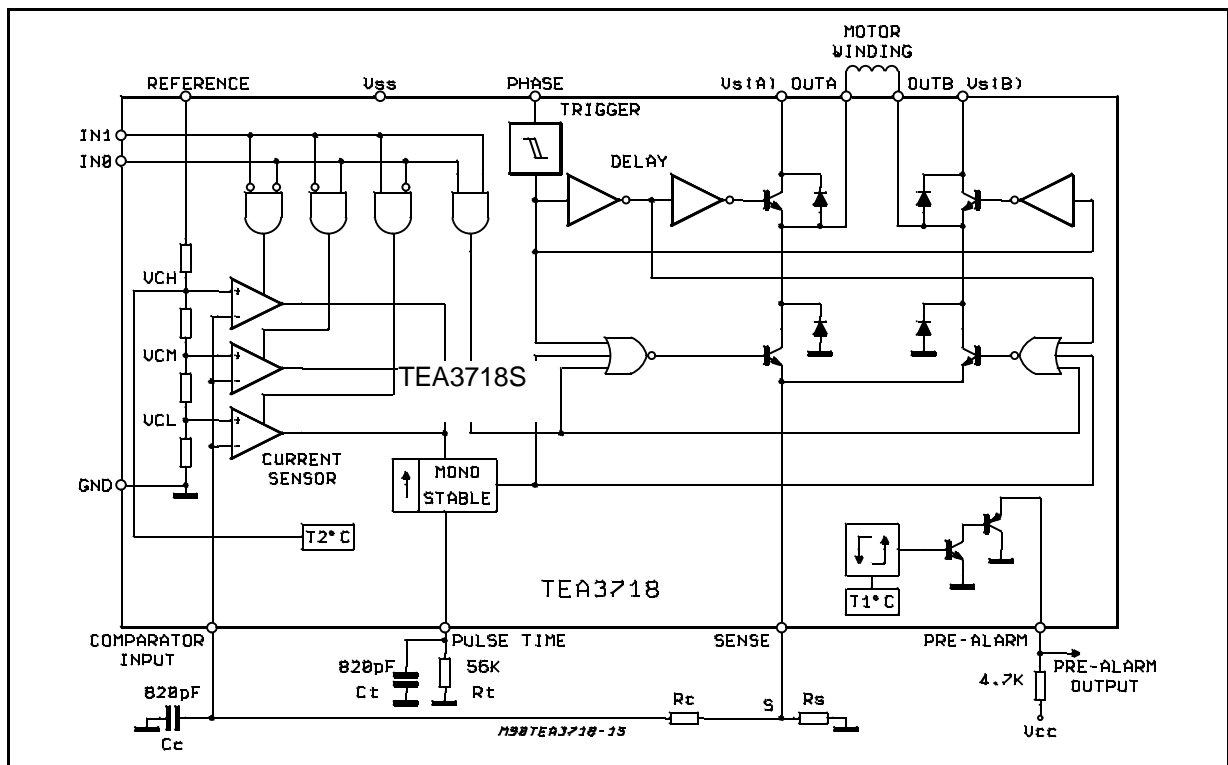 MOTOR
WINDING
REFERENCE
Vss
PHASE
Vs(A)
OUTA
OUTB
Vs(B)
TRIGGER
IN1
IN0
DELAY
VCH
VCM
TEA3718S
VCL
CURRENT
SENSOR
MONO
STABLE
GND
T2°C
TEA3718
T1°C
COMPARATOR
INPUT
PULSE TIME
SENSE
PRE-ALARM
820pF
Ct
56K
Rt
PRE-ALARM
OUTPUT
4.7K
820pF
Cc
Rc
S
Rs
Vcc
M90TEA3718-15